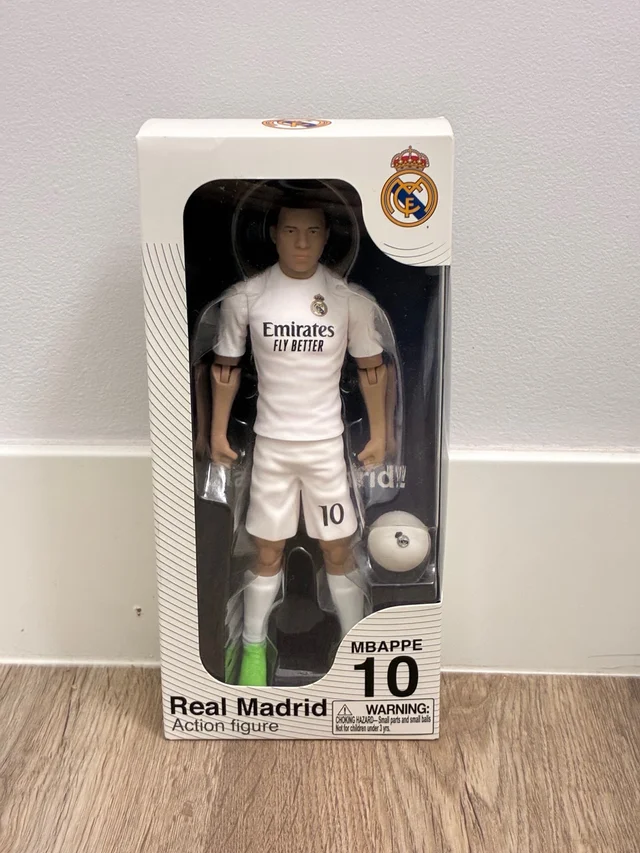 Emirates
FLY BETTER
rid!!
10
MBAPPE
10
Real Madrid
Action figure
WARNING:
CHOKING HAZARD– Small parts and small balls
Not for children under 3 yrs.